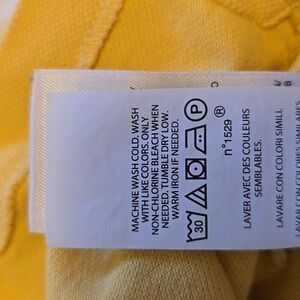 MACHINE WASH COLD. WASH
WITH LIKE COLORS. ONLY
NON-CHLORINE BLEACH WHEN
NEEDED. TUMBLE DRY LOW.
WARM IRON IF NEEDED.
30
P
®
n°1529
LAVER AVEC DES COULEURS
SEMBLABLES.
LAVARE CON COLORI SIMILI.